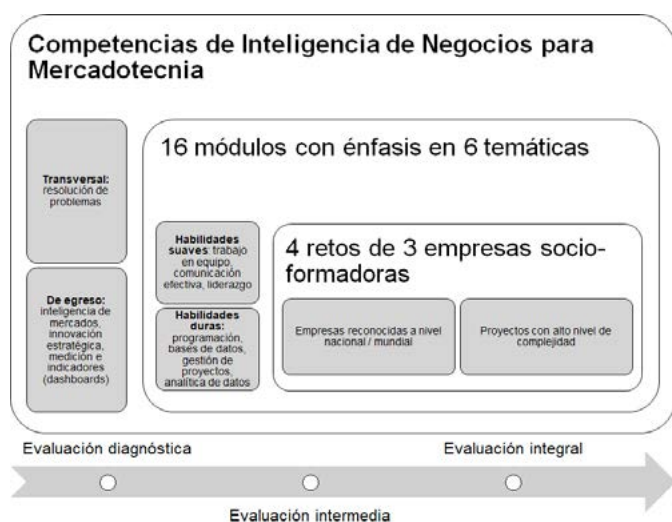 Competencias de Inteligencia de Negocios para
Mercadotecnia
Transversal:
resolución de
problemas
De egreso:
inteligencia de
mercados,
innovación
estratégica,
medición e
indicadores
(dashboards)
16 módulos con énfasis en 6 temáticas
Habilidades
suaves: trabajo
en equipo,
comunicación
efectiva, liderazgo
Habilidades
duras:
programación,
bases de datos,
gestión de
proyectos,
analítica de datos
4 retos de 3 empresas socio-
formadoras
Empresas reconocidas a nivel
nacional / mundial
Proyectos con alto nivel de
complejidad
Evaluación diagnóstica
Evaluación integral
Evaluación intermedia